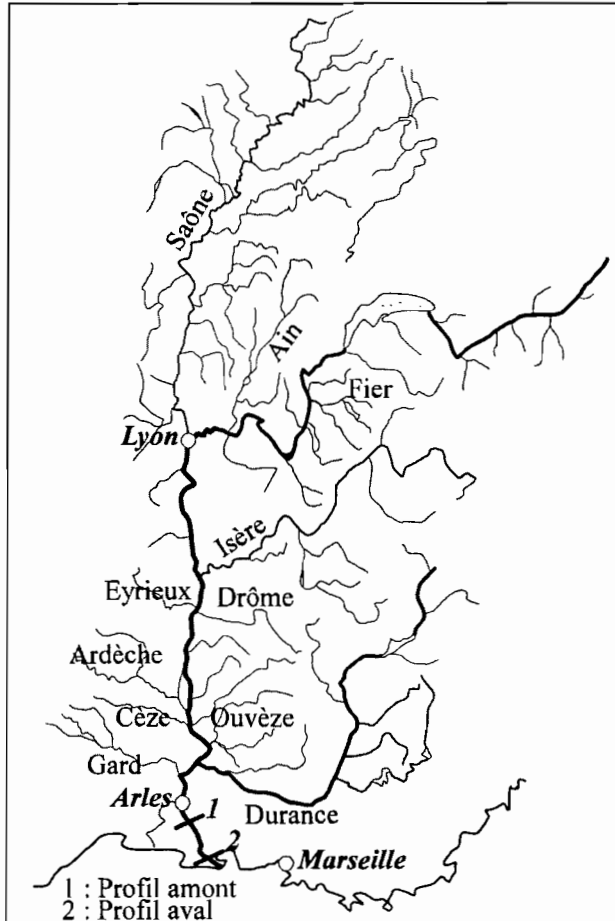 Saône
Ain
Fier
Lyon
Isère
Eyrieux
Drôme
Ardèche
Cèze
Ouvèze
Gard
Arles
1
Durance
2
Marseille
1 : Profil amont
2 : Profil aval